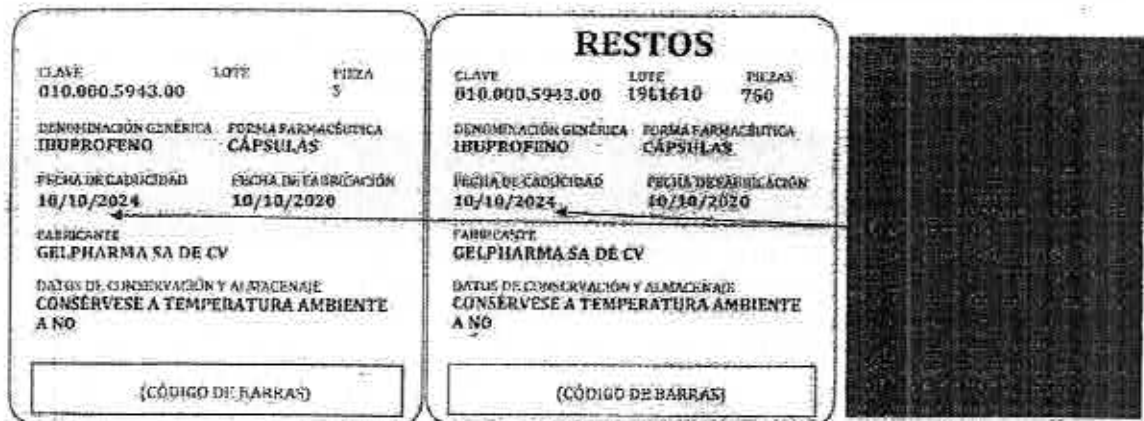 CLAVE LOTE PIEZA
010.000.5943.00 5
DENOMINACIÓN GENÉRICA FORMA FARMACÉUTICA
IBUPROFENO CÁPSULAS
FECHA DE CADUCIDAD FECHA DE FABRICACIÓN
10/10/2024 10/10/2020
FABRICANTE
GELPHARMA SA DE CV
DATOS DE CONSERVACIÓN Y ALMACENAJE
CONSÉRVESE A TEMPERATURA AMBIENTE
A NO
(CÓDIGO DE BARRAS)
RESTOS
CLAVE LOTE PIEZAS
010.000.5943.00 1961610 760
DENOMINACIÓN GENÉRICA FORMA FARMACÉUTICA
IBUPROFENO CÁPSULAS
FECHA DE CADUCIDAD FECHA DE FABRICACIÓN
10/10/2024 10/10/2020
FABRICANTE
GELPHARMA SA DE CV
DATOS DE CONSERVACIÓN Y ALMACENAJE
CONSÉRVESE A TEMPERATURA AMBIENTE
A NO
(CÓDIGO DE BARRAS)